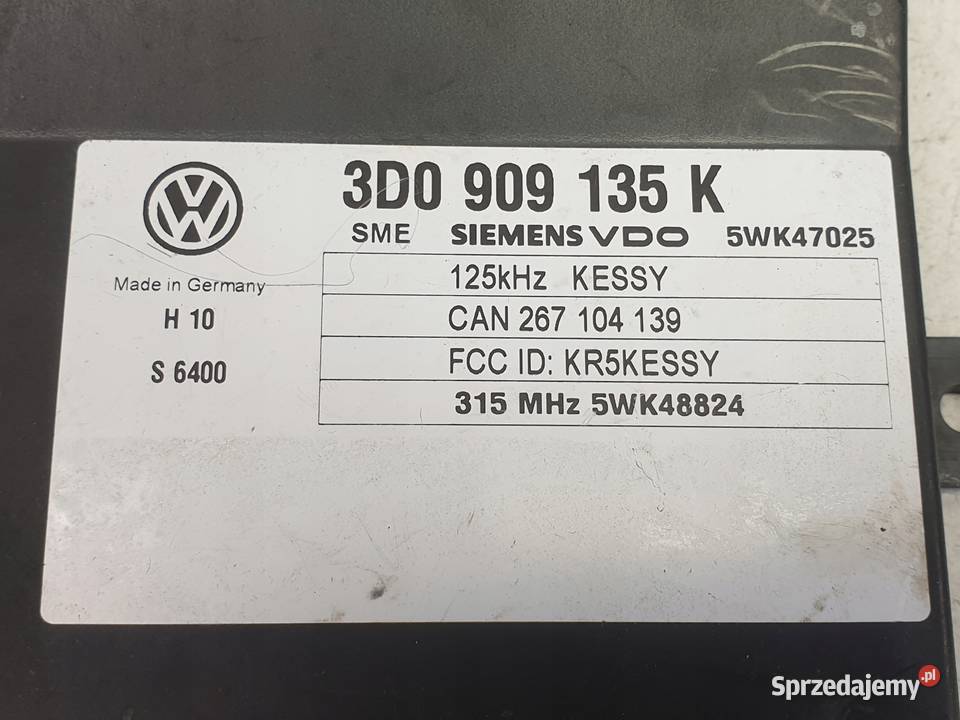 3D0 909 135 K
SME SIEMENS VDO 5WK47025
Made in Germany
H 10
S 6400
125kHz KESSY
CAN 267 104 139
FCC ID: KR5KESSY
315 MHz 5WK48824
Sprzedajemy.pl